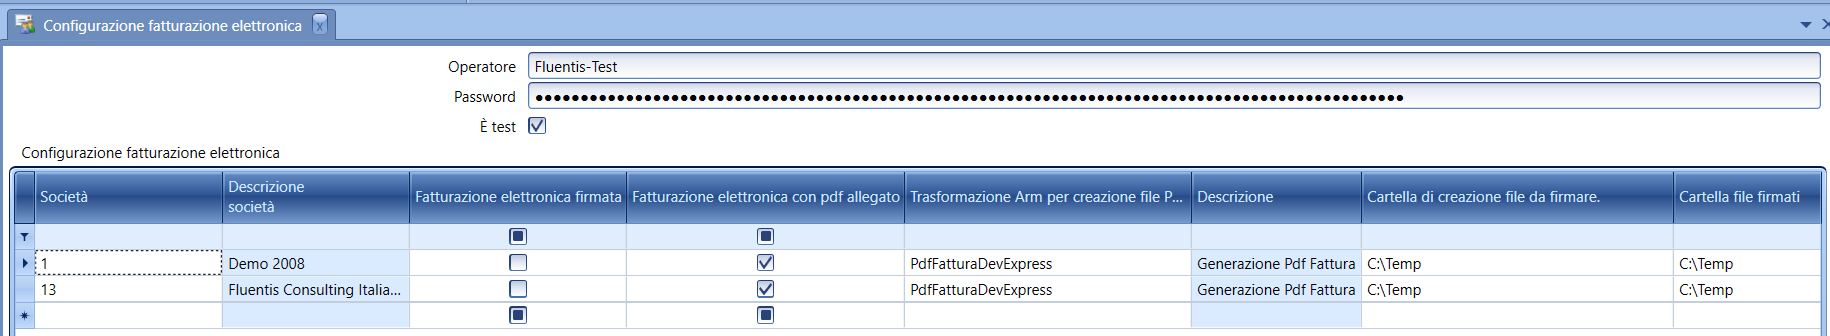 Configurazione fatturazione elettronica x
Operatore Fluentis-Test
Password ●●●●●●●●●●●●●●●●●●●●●●●●●●●●●●●●●●●●●●●●●●●●●●●●●●●●●●●●●●●●●●●●●●●●●●●●●●●●●●●●●●●●●●●●●●●●●●●●
È test
Configurazione fatturazione elettronica
Società Descrizione società Fatturazione elettronica firmata Fatturazione elettronica con pdf allegato Trasformazione Arm per creazione file P... Descrizione Cartella di creazione file da firmare. Cartella file firmati
1 Demo 2008 PdfFatturaDevExpress Generazione Pdf Fattura C:\Temp C:\Temp
13 Fluentis Consulting Italia... PdfFatturaDevExpress Generazione Pdf Fattura C:\Temp C:\Temp